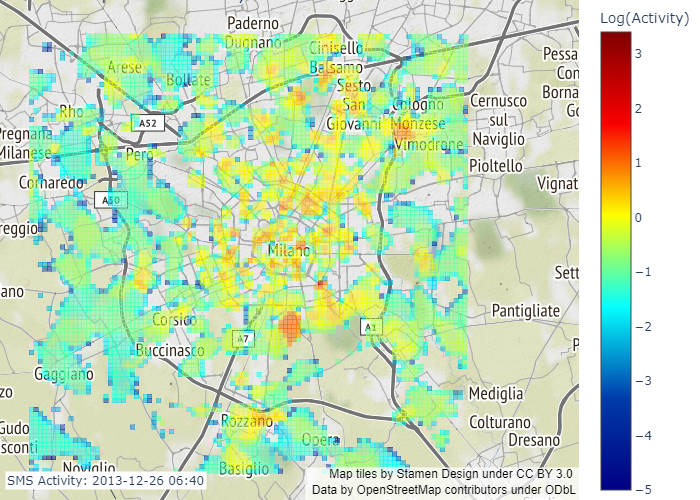 Log(Activity)
Paderno
Dugnano
Cinisello
Balsamo
Arese
Bollate
Sesto
San
Giovanni
Cologno
Monzese
Cernusco
sul
Naviglio
Rho
A52
Pregnana
Milanese
Pero
Vimodrone
Pioltello
Cornaredo
A50
Vignat
reggio
Milano
Sett
ano
Pantigliate
Corsico
A7
A1
Buccinasco
Gaggiano
Mediglia
Rozzano
Colturano
Opera
Dresano
Gudo
sconti
Noviglio
Basiglio
Pessa
Con
Borna
Go
zo
P
3
2
1
0
−1
−2
−3
−4
−5
SMS Activity: 2013-12-26 06:40
Map tiles by Stamen Design under CC BY 3.0
Data by OpenStreetMap contributors under ODbL